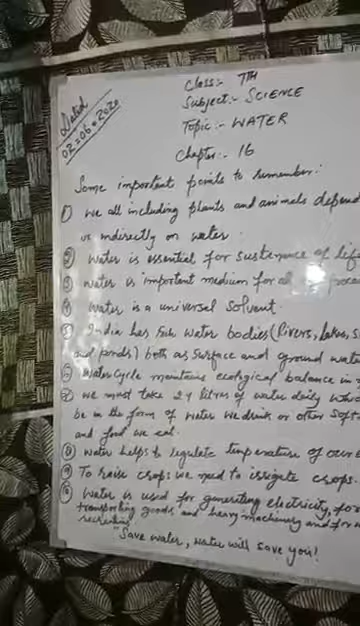 Dated
02-06-2020
Class:- 7TH
Subject:- SCIENCE
Topic:- WATER
Chapter:- 16
Some important points to remember:
① We all including plants and animals depend
or indirectly on water.
② Water is essential for sustenance of life
③ Water is important medium for all
④ Water is a universal solvent.
⑤ India has water bodies (rivers, lakes, s
and ponds) both as surface and ground wat
⑥ Water Cycle maintains ecological balance in
⑦ We must take litres of water daily which
be in the form of water we drink or other soft
and food we eat.
⑧ Water helps to regulate temperature of our
⑨ To raise crops we need to irrigate crops.
⑩ Water is used for generating electricity, for
transporting goods and heavy machinery and for
"Save water, water will save you!